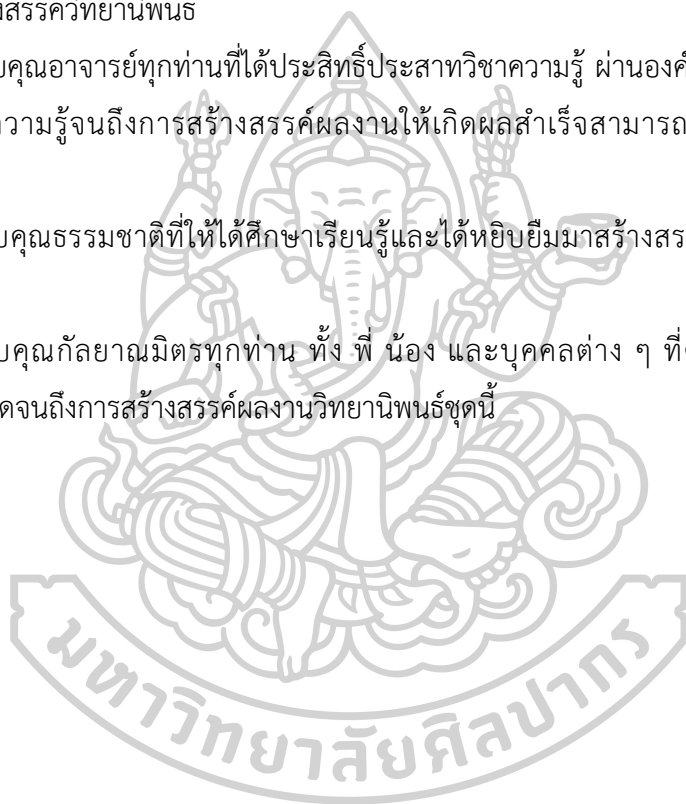 งสรรค์วิทยานิพนธ์
บคุณอาจารย์ทุกท่านที่ได้ประสิทธิ์ประสาทวิชาความรู้ ผ่านองค์
ความรู้จนถึงการสร้างสรรค์ผลงานให้เกิดผลสำเร็จสามารถ
บคุณธรรมชาติที่ให้ได้ศึกษาเรียนรู้และได้หยิบยืมมาสร้างสร
บคุณกัลยาณมิตรทุกท่าน ทั้ง พี่ น้อง และบุคคลต่าง ๆ ที่
ดจนถึงการสร้างสรรค์ผลงานวิทยานิพนธ์ชุดนี้
มหาวิทยาลัยศิลปากร